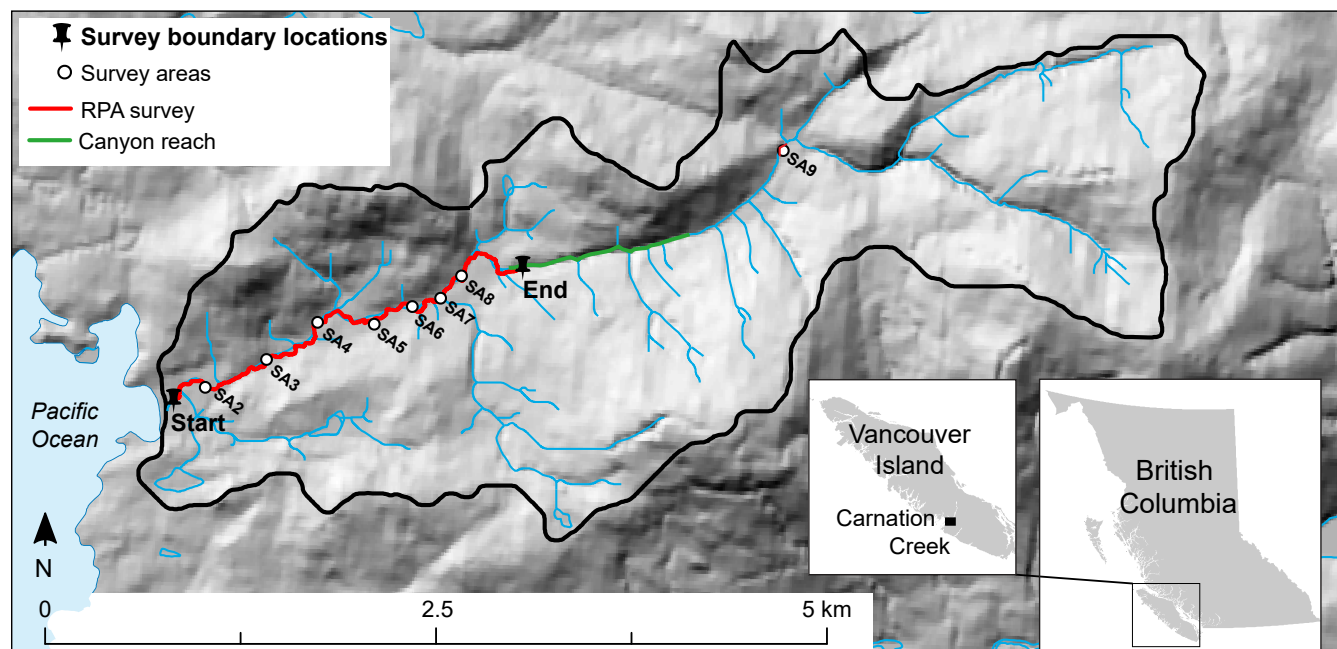 Survey boundary locations
Survey areas
RPA survey
Canyon reach
SA9
End
SA8
SA7
SA6
SA5
SA4
SA3
SA2
Start
Pacific
Ocean
N
0
2.5
5 km
Vancouver
Island
Carnation
Creek
British
Columbia